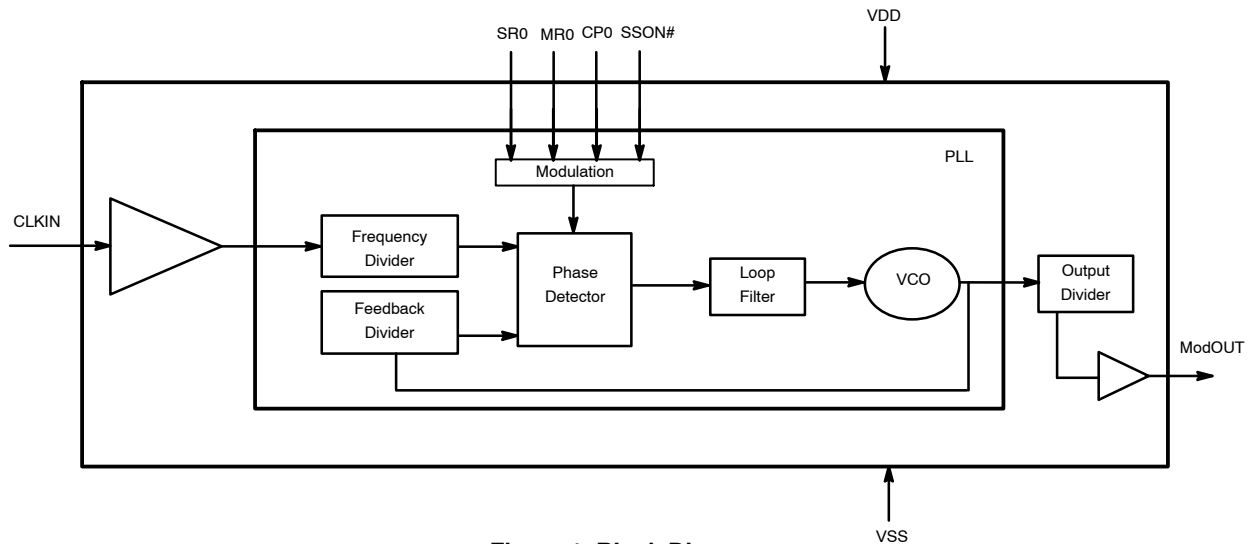 SR0 MR0 CP0 SSON#
VDD
PLL
Modulation
CLKIN
Frequency
Divider
Phase
Detector
Loop
Filter
VCO
Output
Divider
Feedback
Divider
ModOUT
VSS